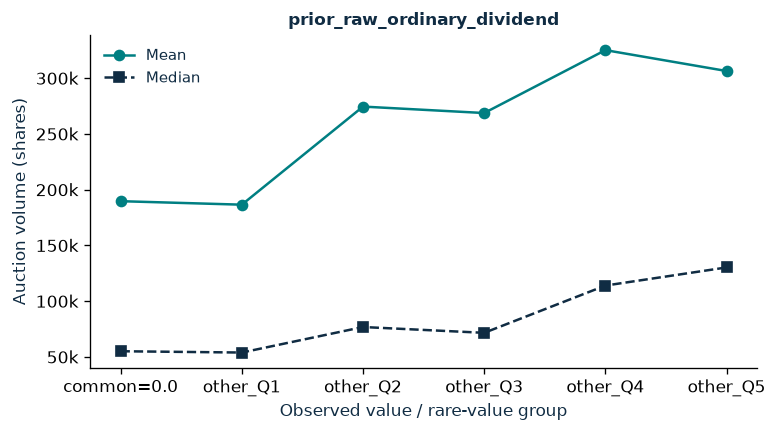 prior_raw_ordinary_dividend
Mean
Median
Auction volume (shares)
300k
250k
200k
150k
100k
50k
common=0.0 other_Q1 other_Q2 other_Q3 other_Q4 other_Q5
Observed value / rare-value group